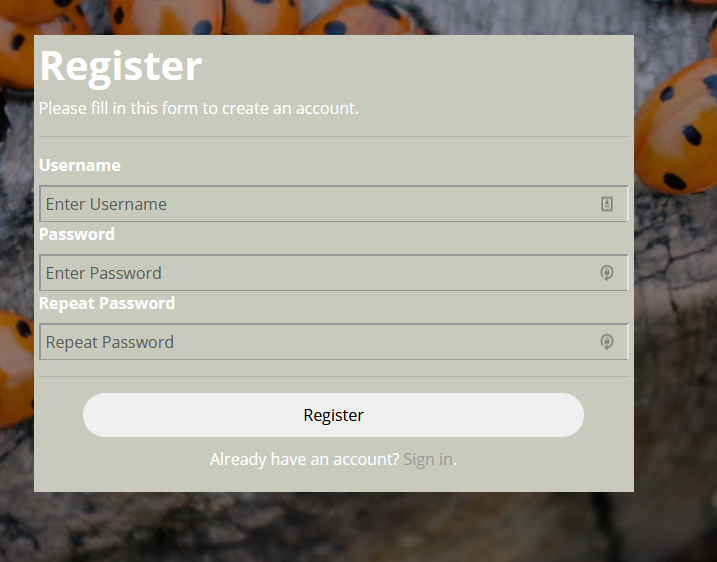 Register
Please fill in this form to create an account.
Username
Enter Username
Password
Enter Password
Repeat Password
Repeat Password
Register
Already have an account? Sign in.